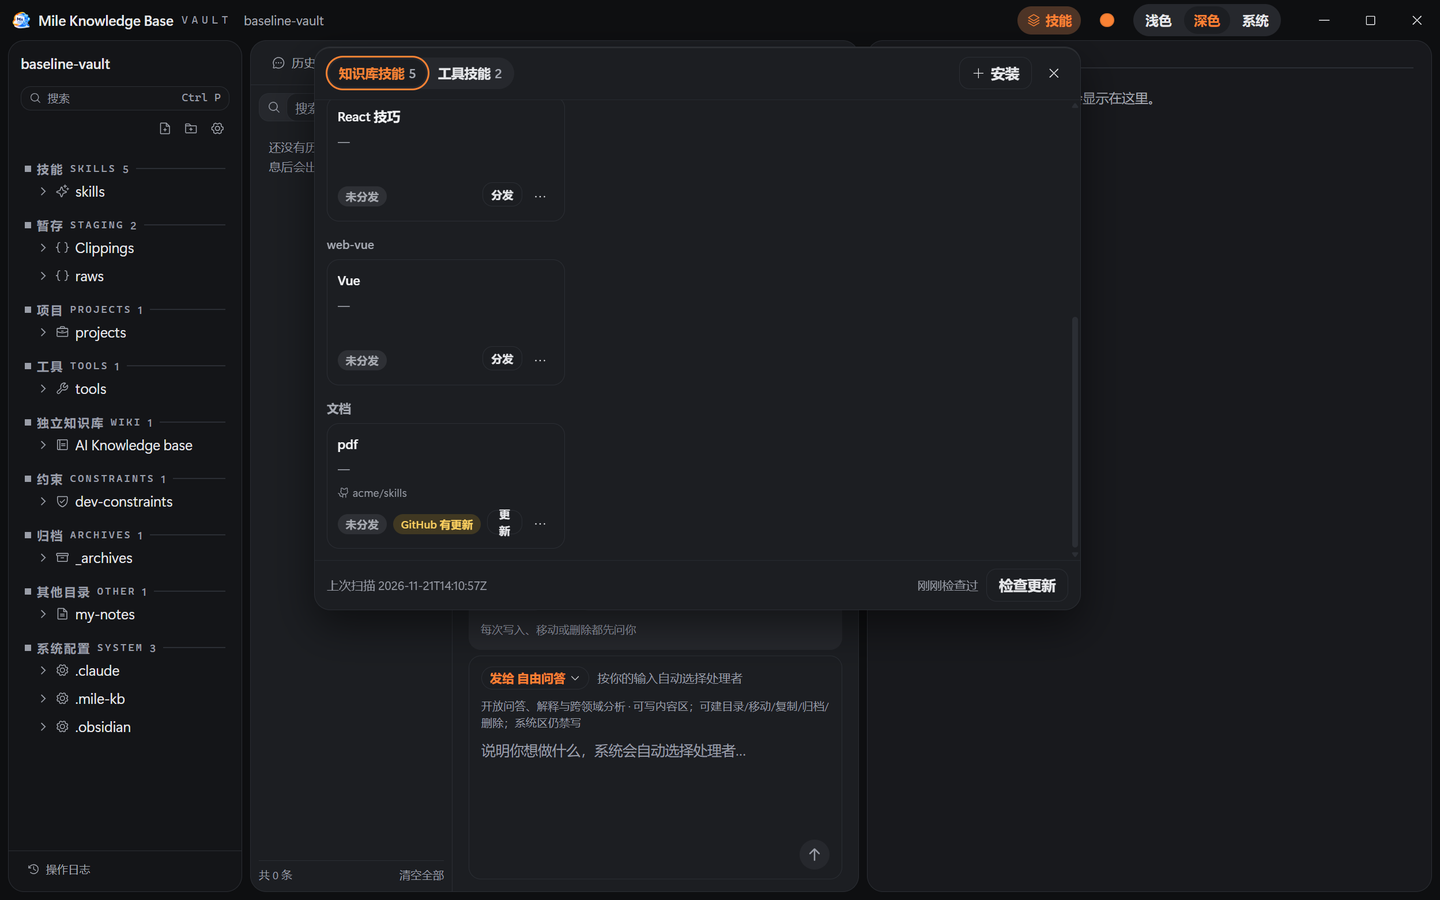 Mile Knowledge Base VAULT baseline-vault
技能
浅色 深色 系统
baseline-vault
搜索 Ctrl P
技能 SKILLS 5
skills
暂存 STAGING 2
Clippings
raws
项目 PROJECTS 1
projects
工具 TOOLS 1
tools
独立知识库 WIKI 1
AI Knowledge base
约束 CONSTRAINTS 1
dev-constraints
归档 ARCHIVES 1
_archives
其他目录 OTHER 1
my-notes
系统配置 SYSTEM 3
.claude
.mile-kb
.obsidian
操作日志
历史
搜索
还没有历
息后会出
共 0 条 清空全部
知识库技能 5 工具技能 2
安装
React 技巧
—
未分发 分发 ...
web-vue
Vue
—
未分发 分发 ...
文档
pdf
—
acme/skills
未分发 GitHub 有更新 更新 ...
上次扫描 2026-11-21T14:10:57Z 刚刚检查过 检查更新
每次写入、移动或删除都先问你
发给 自由问答 按你的输入自动选择处理者
开放问答、解释与跨领域分析 · 可写内容区；可建目录/移动/复制/归档/
删除；系统区仍禁写
说明你想做什么，系统会自动选择处理者...
显示在这里。